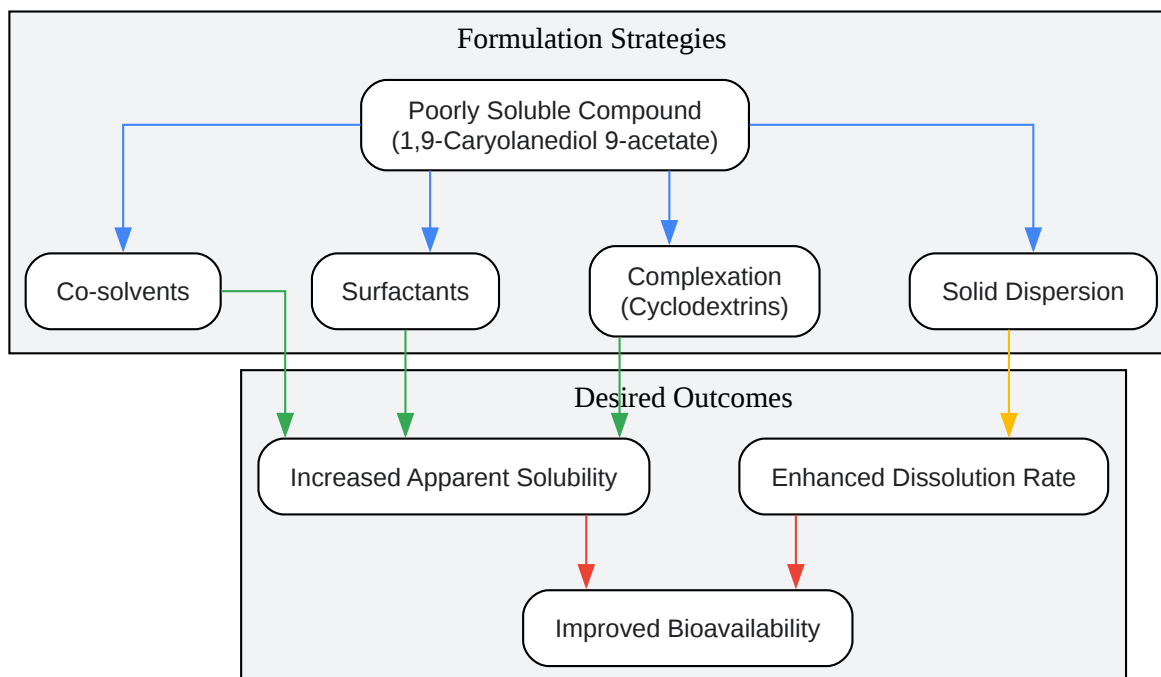 Formulation Strategies
Poorly Soluble Compound
(1,9-Caryolanediol 9-acetate)
Co-solvents
Surfactants
Complexation
(Cyclodextrins)
Solid Dispersion
Desired Outcomes
Increased Apparent Solubility
Enhanced Dissolution Rate
Improved Bioavailability